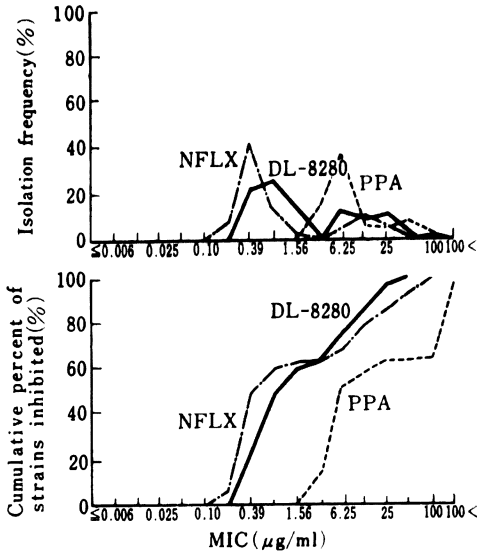 Isolation frequency(%)
100
80
60
40
20
0
NFLX
DL-8280
PPA
≤0.006 0.025 0.10 0.39 1.56 6.25 25 100 100<
Cumulative percent of
strains inhibited(%)
100
80
60
40
20
0
DL-8280
NFLX
PPA
≤0.006 0.025 0.10 0.39 1.56 6.25 25 100 100<
MIC(μg/ml)